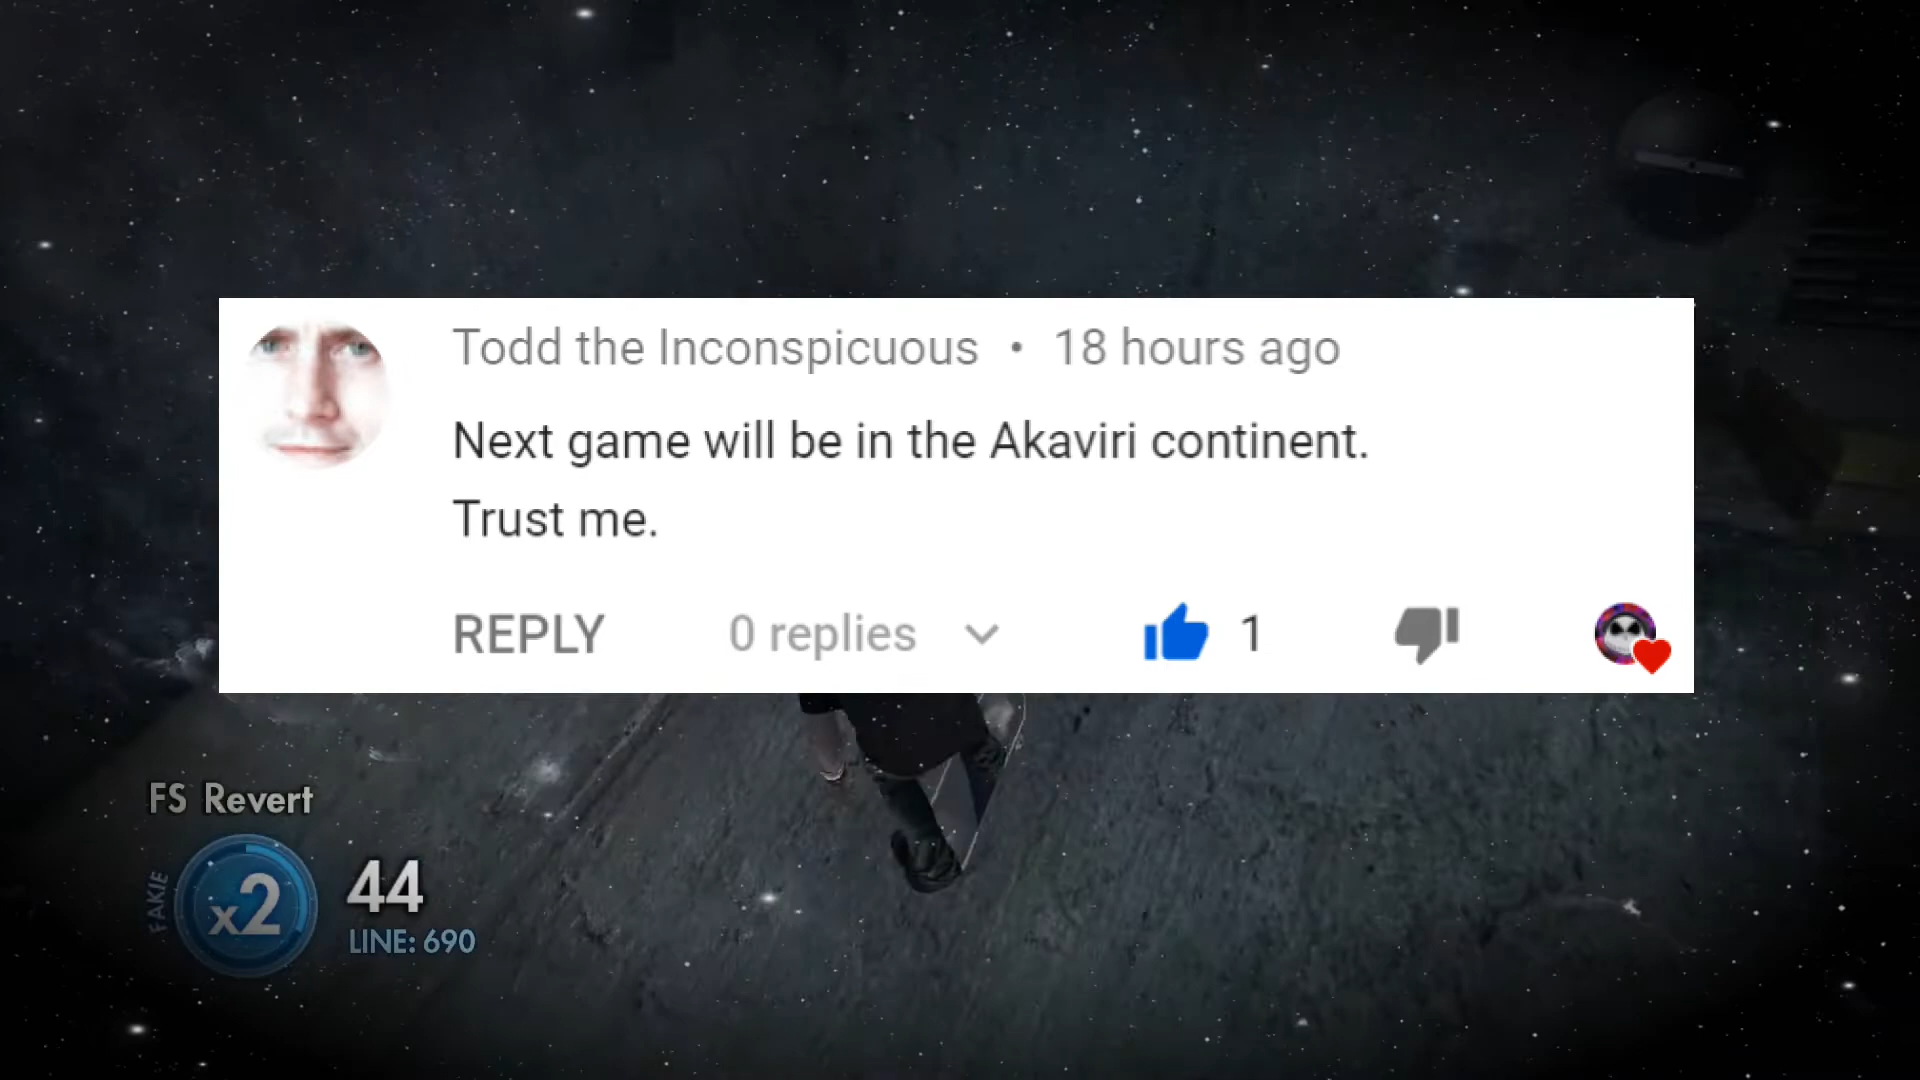 Todd the Inconspicuous • 18 hours ago
Next game will be in the Akaviri continent.
Trust me.
REPLY 0 replies 1
FS Revert
FAKIE
x2
44
LINE: 690